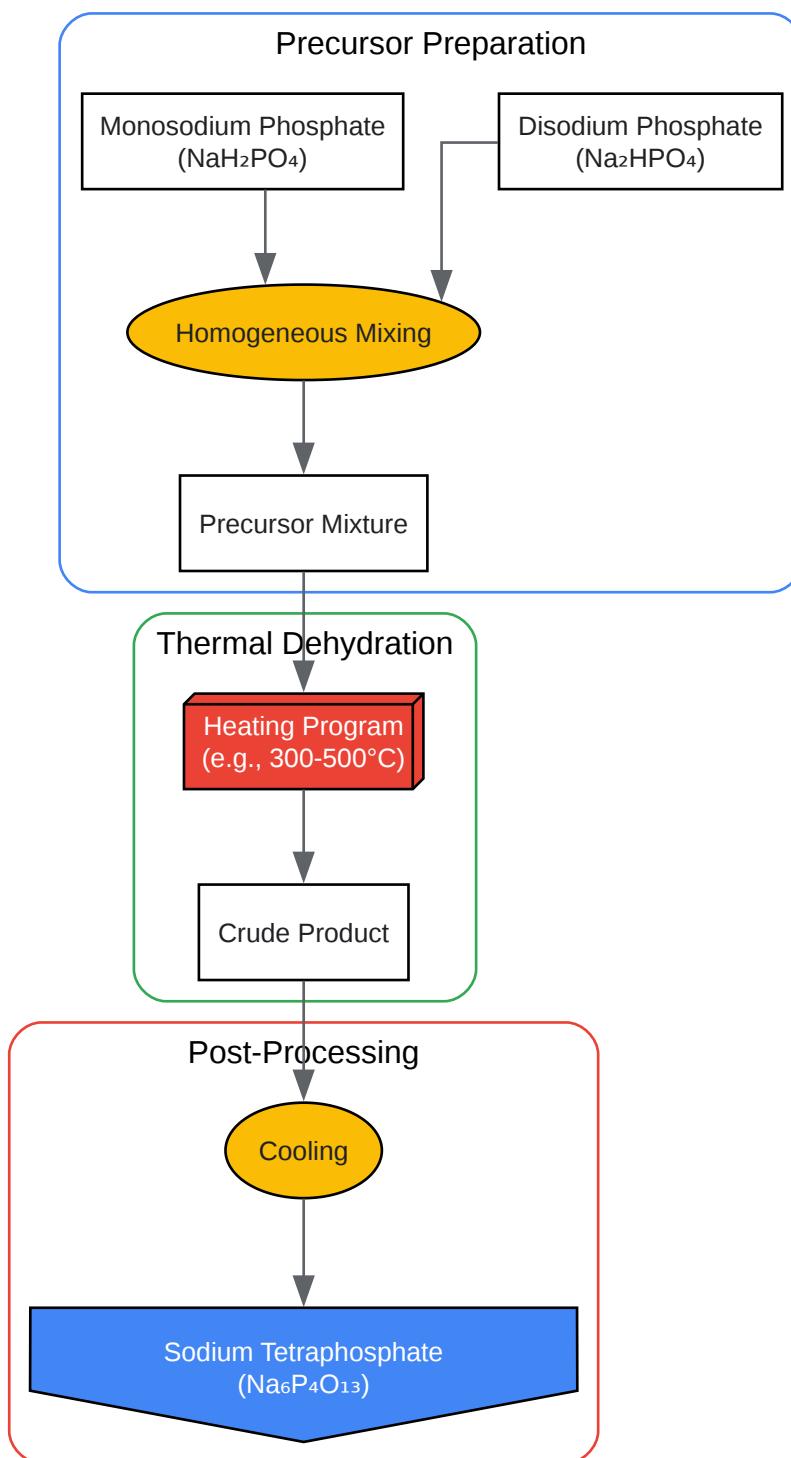 Precursor Preparation
Monosodium Phosphate
(NaH₂PO₄)
Disodium Phosphate
(Na₂HPO₄)
Homogeneous Mixing
Precursor Mixture
Thermal Dehydration
Heating Program
(e.g., 300-500°C)
Crude Product
Post-Processing
Cooling
Sodium Tetraphosphate
(Na₆P₄O₁₃)